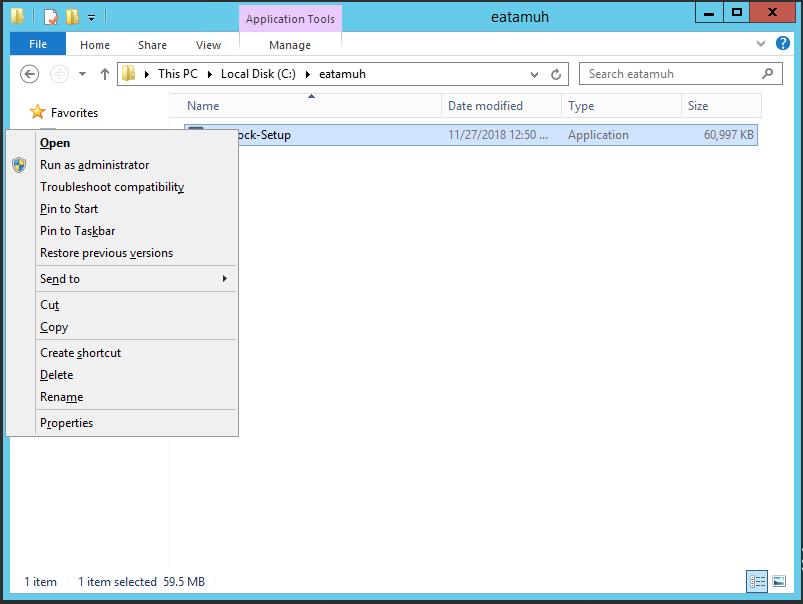 Application Tools
eatamuh
File
Home
Share
View
Manage
This PC
Local Disk (C:)
eatamuh
Search eatamuh
Favorites
Name
Date modified
Type
Size
ock-Setup
11/27/2018 12:50 ...
Application
60,997 KB
Open
Run as administrator
Troubleshoot compatibility
Pin to Start
Pin to Taskbar
Restore previous versions
Send to
Cut
Copy
Create shortcut
Delete
Rename
Properties
1 item
1 item selected 59.5 MB